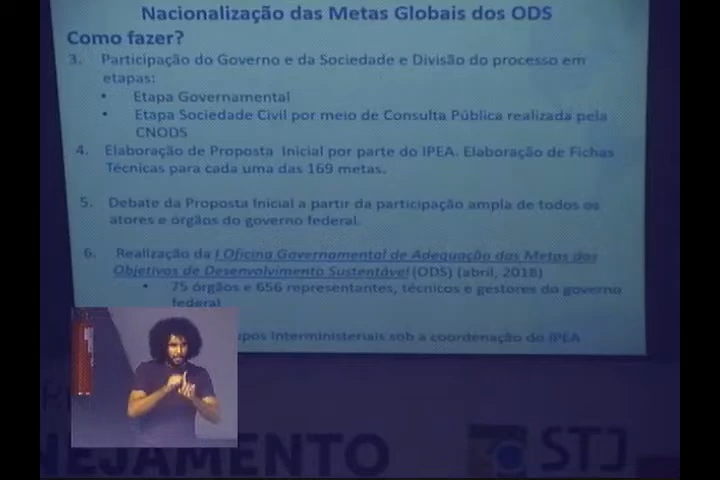 Nacionalização das Metas Globais dos ODS
Como fazer?
3. Participação do Governo e da Sociedade e Divisão do processo em
etapas:
• Etapa Governamental
• Etapa Sociedade Civil por meio de Consulta Pública realizada pela
CNODS
4. Elaboração de Proposta Inicial por parte do IPEA. Elaboração de Fichas
Técnicas para cada uma das 169 metas.
5. Debate da Proposta Inicial a partir da participação ampla de todos os
atores e órgãos do governo federal.
6. Realização da I Oficina Governamental de Adequação das Metas dos
Objetivos de Desenvolvimento Sustentável (ODS) (abril, 2018)
• 75 órgãos e 656 representantes, técnicos e gestores do governo
federal
upos Interministeriais sob a coordenação do IPEA
NEJAMENTO
STJ